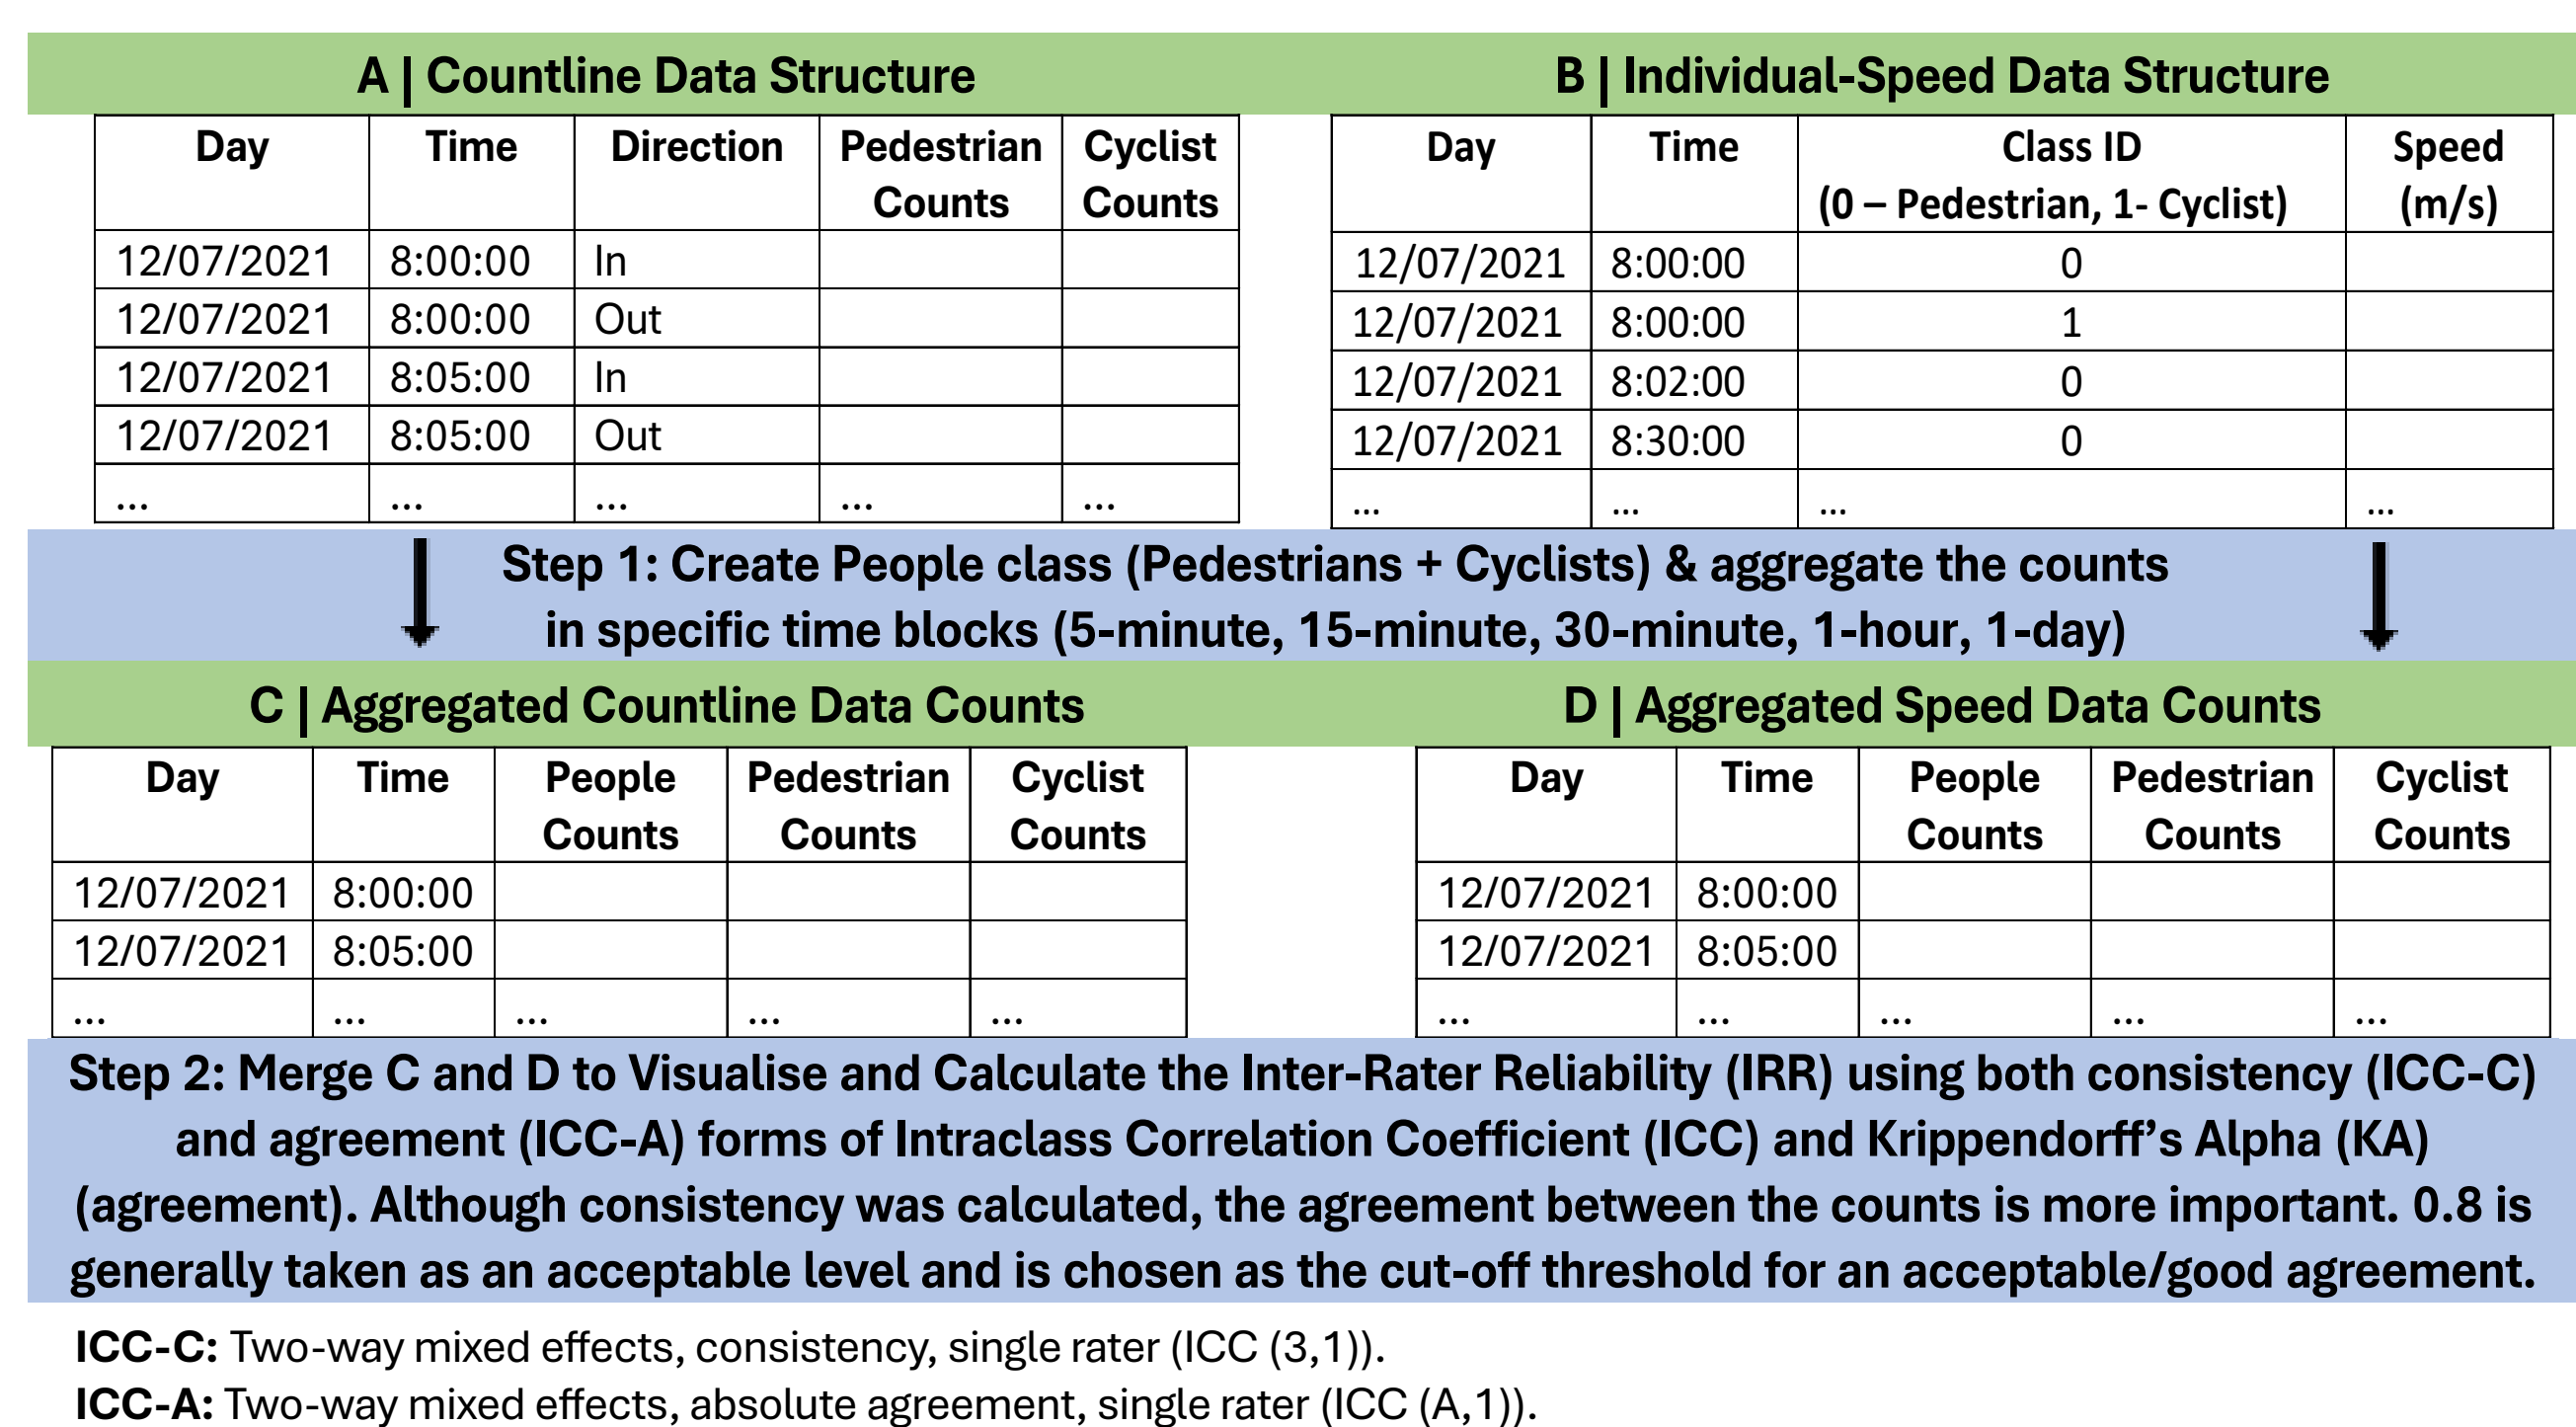 A | Countline Data Structure
B | Individual-Speed Data Structure
Day Time Direction Pedestrian Counts Cyclist Counts
12/07/2021 8:00:00 In
12/07/2021 8:00:00 Out
12/07/2021 8:05:00 In
12/07/2021 8:05:00 Out
... ... ... ... ...
Day Time Class ID (0 – Pedestrian, 1- Cyclist) Speed (m/s)
12/07/2021 8:00:00 0
12/07/2021 8:00:00 1
12/07/2021 8:02:00 0
12/07/2021 8:30:00 0
... ... ... ...
Step 1: Create People class (Pedestrians + Cyclists) & aggregate the counts
in specific time blocks (5-minute, 15-minute, 30-minute, 1-hour, 1-day)
C | Aggregated Countline Data Counts
D | Aggregated Speed Data Counts
Day Time People Counts Pedestrian Counts Cyclist Counts
12/07/2021 8:00:00
12/07/2021 8:05:00
... ... ... ... ...
Day Time People Counts Pedestrian Counts Cyclist Counts
12/07/2021 8:00:00
12/07/2021 8:05:00
... ... ... ... ...
Step 2: Merge C and D to Visualise and Calculate the Inter-Rater Reliability (IRR) using both consistency (ICC-C)
and agreement (ICC-A) forms of Intraclass Correlation Coefficient (ICC) and Krippendorff’s Alpha (KA)
(agreement). Although consistency was calculated, the agreement between the counts is more important. 0.8 is
generally taken as an acceptable level and is chosen as the cut-off threshold for an acceptable/good agreement.
ICC-C: Two-way mixed effects, consistency, single rater (ICC (3,1)).
ICC-A: Two-way mixed effects, absolute agreement, single rater (ICC (A,1)).